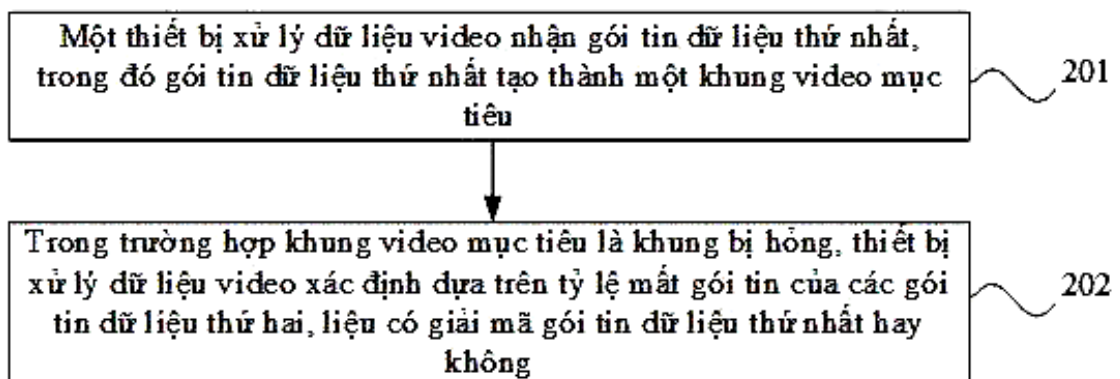 Một thiết bị xử lý dữ liệu video nhận gói tin dữ liệu thứ nhất,
trong đó gói tin dữ liệu thứ nhất tạo thành một khung video mục
tiêu
201
Trong trường hợp khung video mục tiêu là khung bị hỏng, thiết bị
xử lý dữ liệu video xác định dựa trên tỷ lệ mất gói tin của các gói
tin dữ liệu thứ hai, liệu có giải mã gói tin dữ liệu thứ nhất hay
không
202